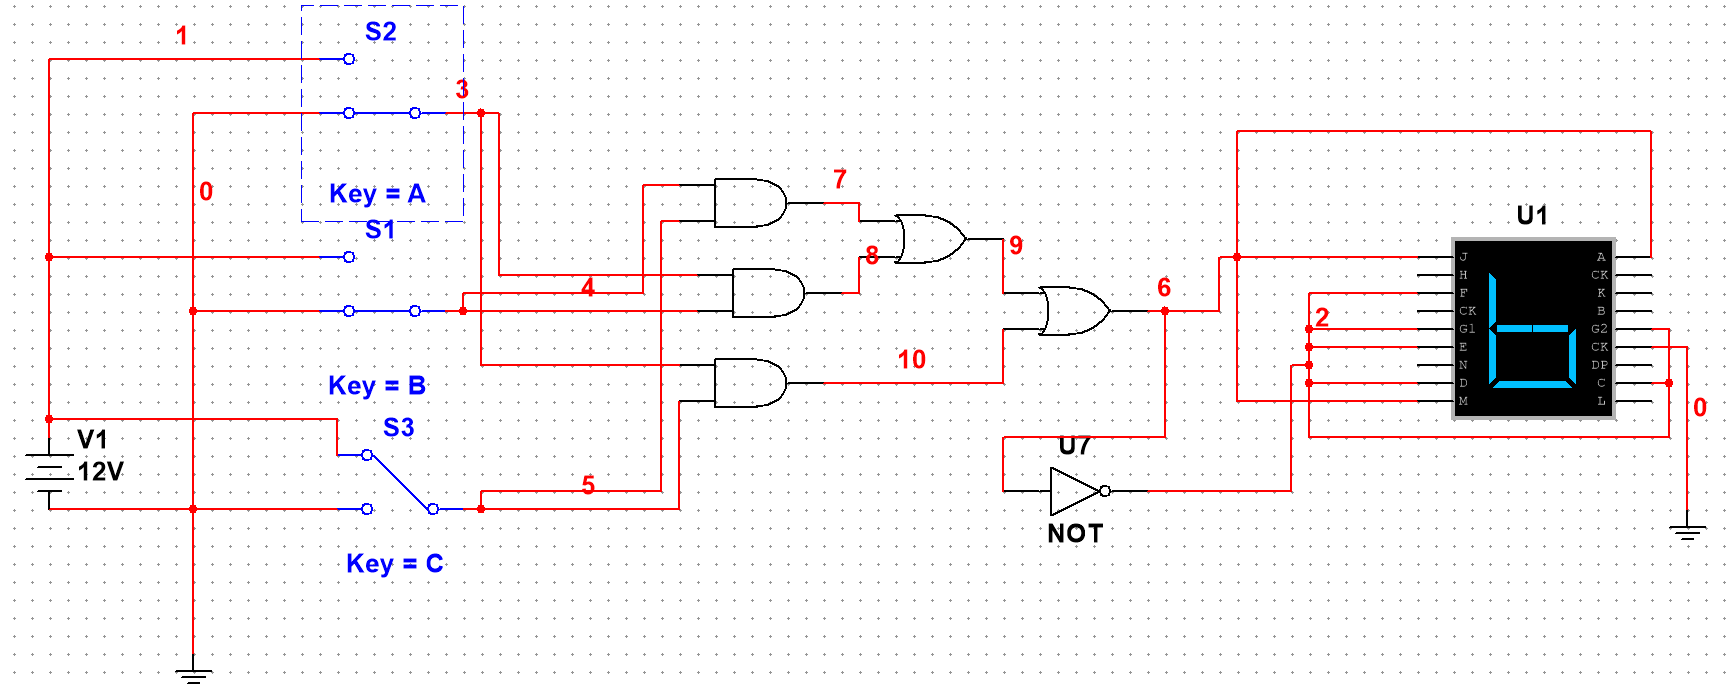 1
S2
3
0
Key = A
S1
4
Key = B
S3
V1
12V
5
Key = C
7
8
9
10
6
U7
NOT
U1
2
J
H
F
CK
G1
E
N
D
M
A
CK
K
B
G2
CK
DP
C
L
0